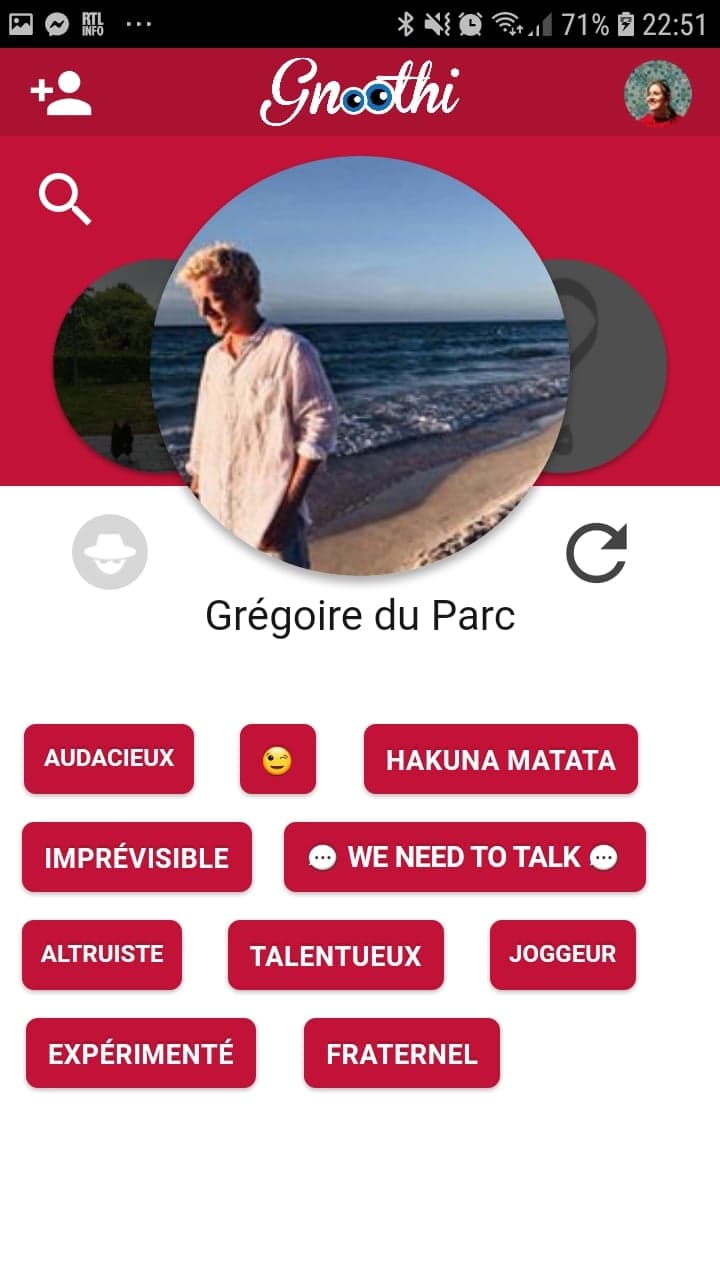 RTL INFO 71% 22:51
Gnoothi
Grégoire du Parc
AUDACIEUX 😉 HAKUNA MATATA
IMPRÉVISIBLE 💬 WE NEED TO TALK 💬
ALTRUISTE TALENTUEUX JOGGEUR
EXPÉRIMENTÉ FRATERNEL